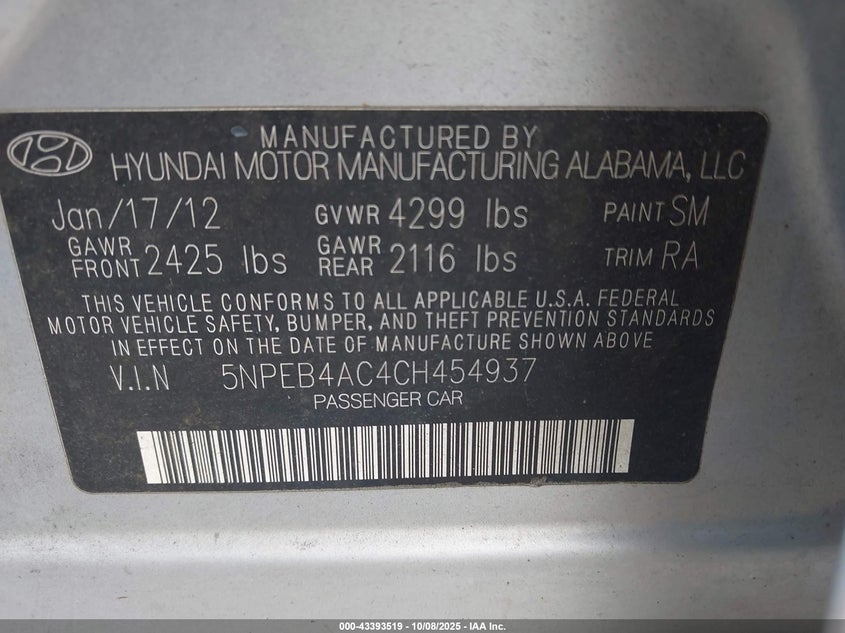 MANUFACTURED BY
HYUNDAI MOTOR MANUFACTURING ALABAMA, LLC
Jan/17/12 GVWR 4299 lbs PAINT SM
GAWR FRONT 2425 lbs GAWR REAR 2116 lbs TRIM RA
THIS VEHICLE CONFORMS TO ALL APPLICABLE U.S.A. FEDERAL
MOTOR VEHICLE SAFETY, BUMPER, AND THEFT PREVENTION STANDARDS
IN EFFECT ON THE DATE OF MANUFACTURE SHOWN ABOVE
V.I.N 5NPEB4AC4CH454937
PASSENGER CAR
000-43393519 - 10/08/2025 - IAA Inc.